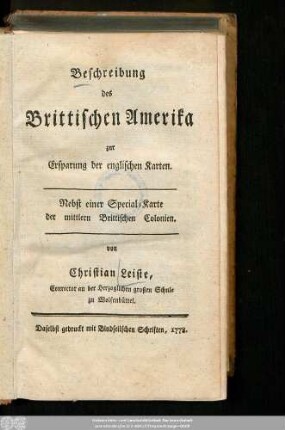 Beschreibung
des
Brittischen Amerika
zur
Ersparung der englischen Karten.
Nebst einer Special-Karte
der mittlern Brittischen Colonien.
von
Christian Leiste,
Conrector an der Herzoglichen großen Schule
zu Wolfenbüttel.
Daselbst gedruckt mit Bindseilschen Schriften, 1778.